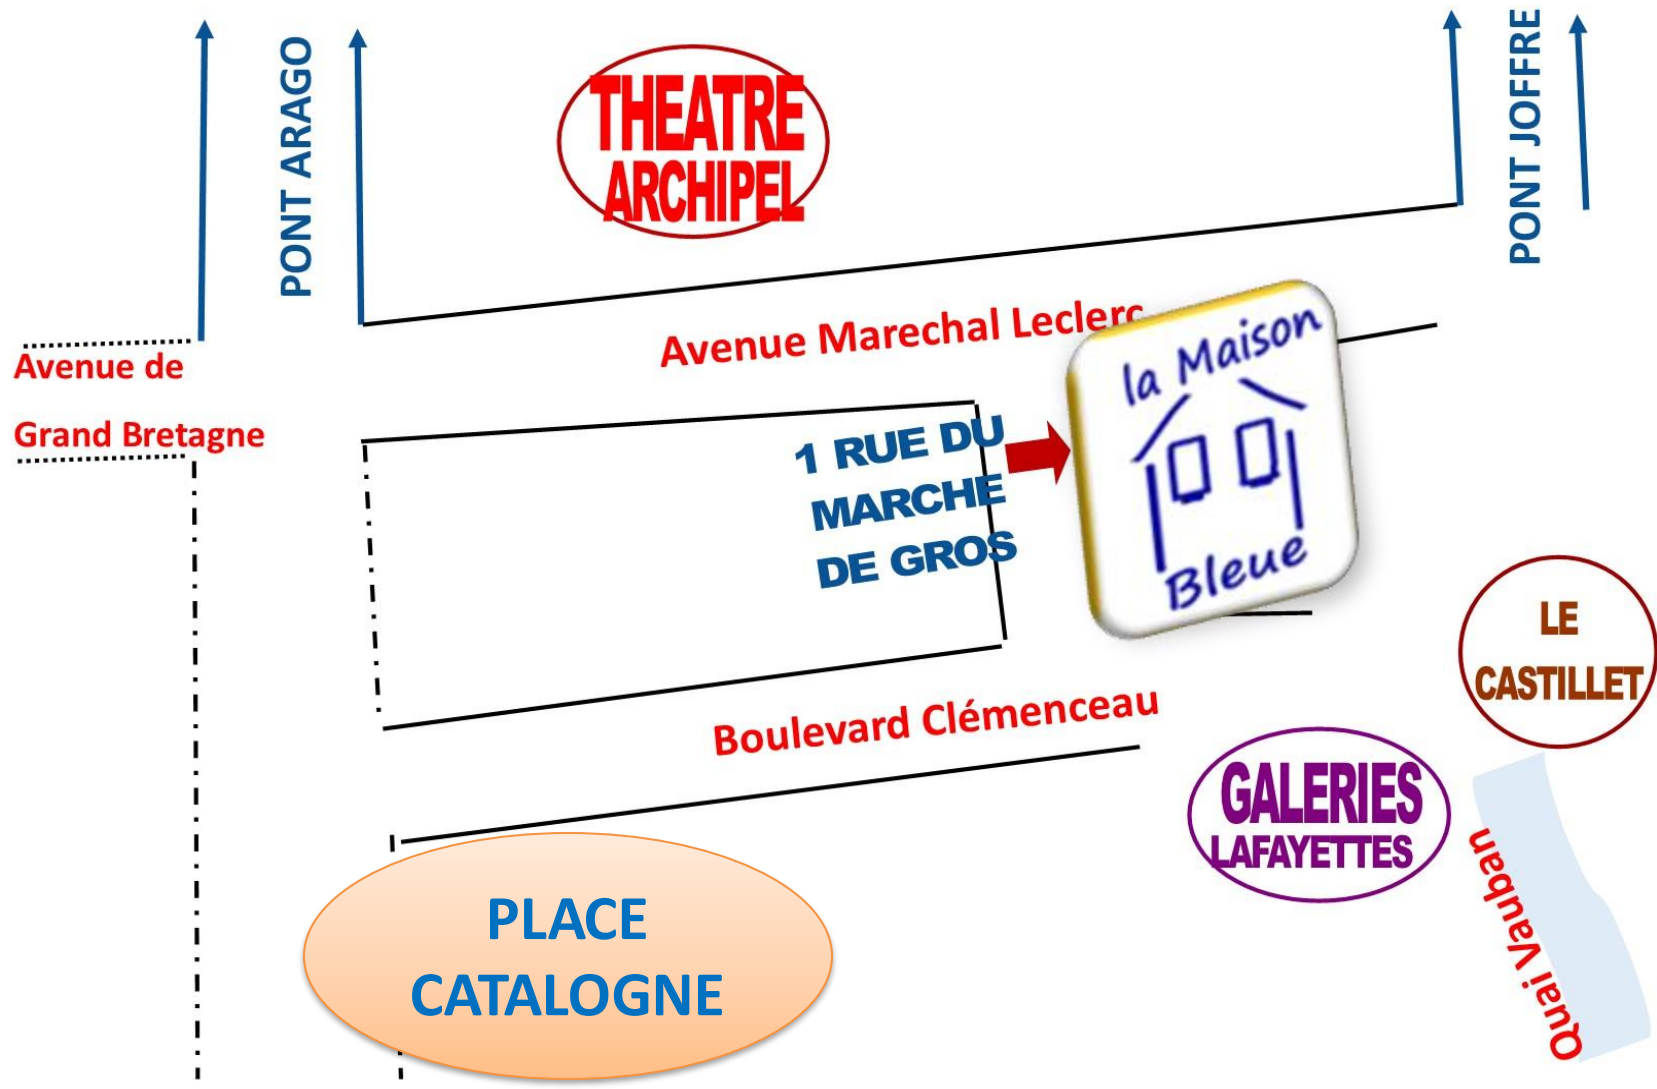 PONT ARAGO
THEATRE
ARCHIPEL
PONT JOFFRE
Avenue de
Grand Bretagne
Avenue Marechal Leclerc
la Maison
Bleue
1 RUE DU
MARCHE
DE GROS
LE
CASTILLET
Boulevard Clémenceau
GALERIES
LAFAYETTES
Quai Vauban
PLACE
CATALOGNE